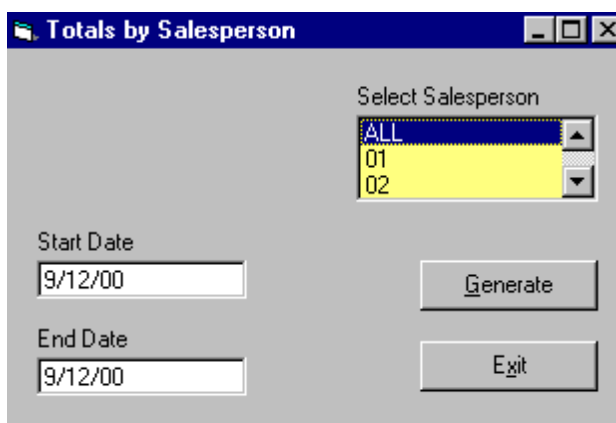 Totals by Salesperson
Select Salesperson
ALL
01
02
Start Date
9/12/00
Generate
End Date
9/12/00
Exit